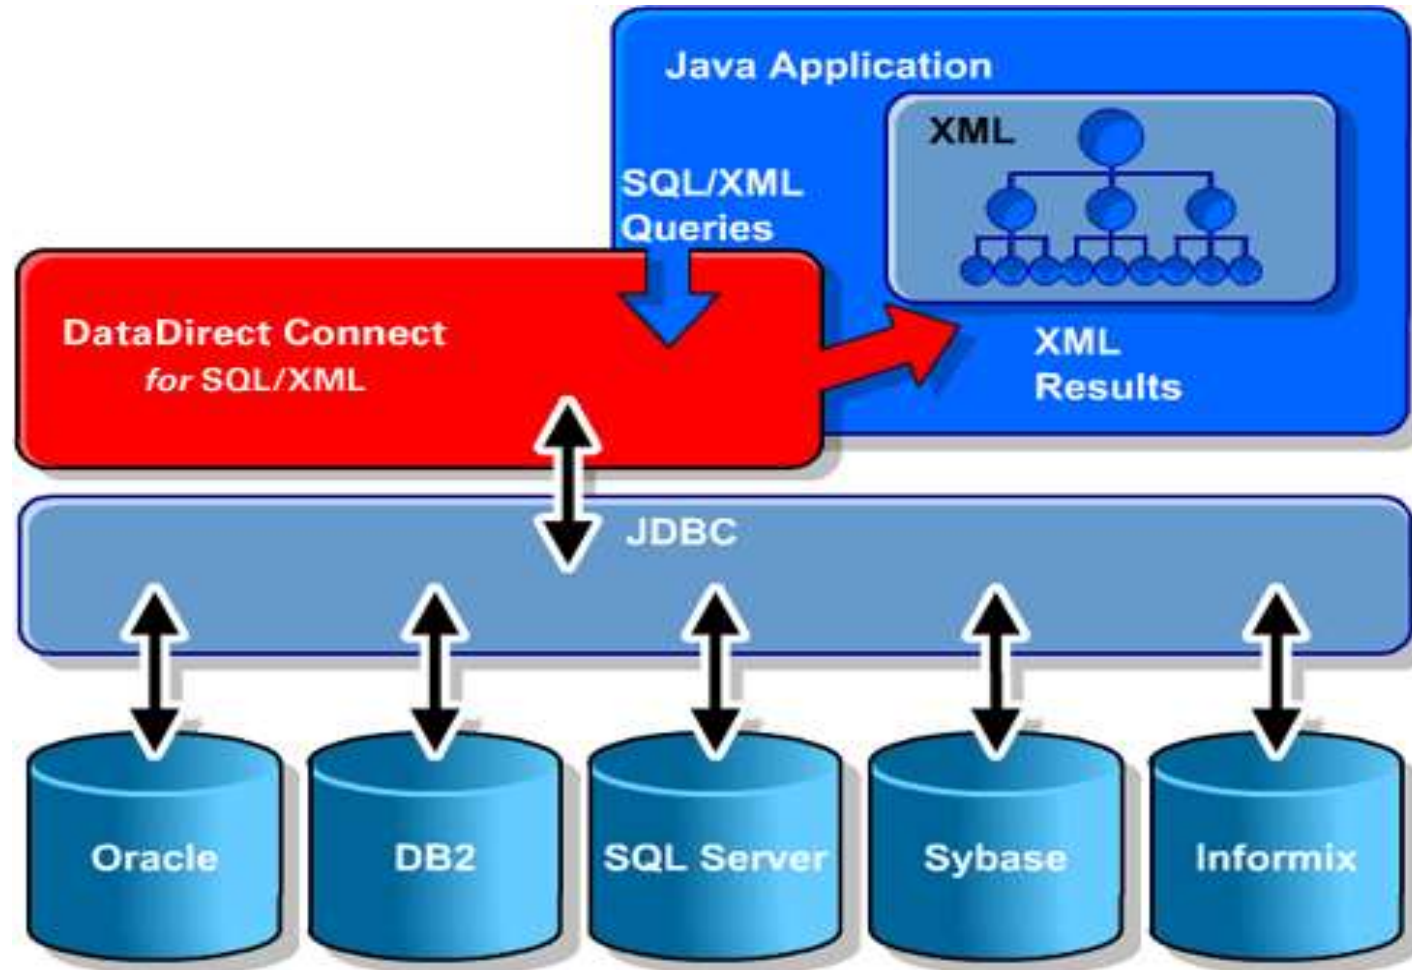 Java Application
XML
SQL/XML
Queries
DataDirect Connect
for SQL/XML
XML
Results
JDBC
Oracle
DB2
SQL Server
Sybase
Informix